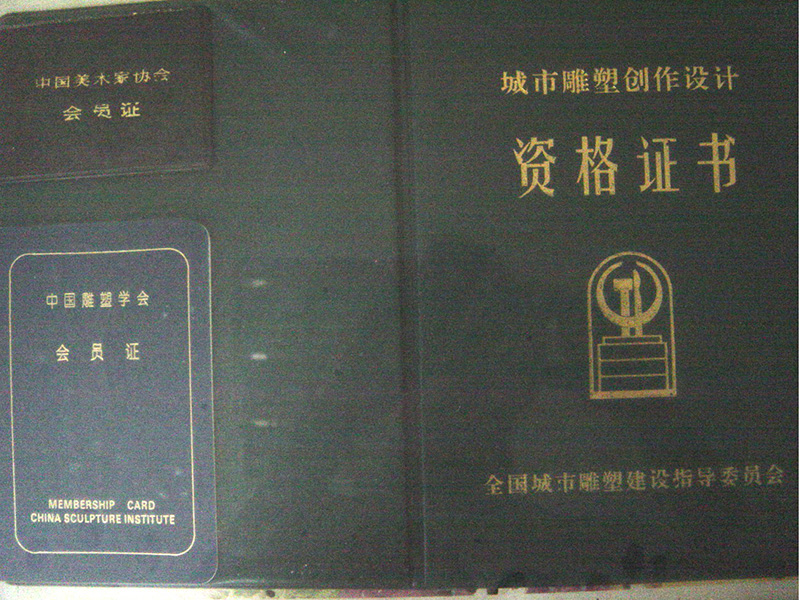 中国美术家协会
会员证
中国雕塑学会
会员证
MEMBERSHIP CARD
CHINA SCULPTURE INSTITUTE
城市雕塑创作设计
资格证书
全国城市雕塑建设指导委员会